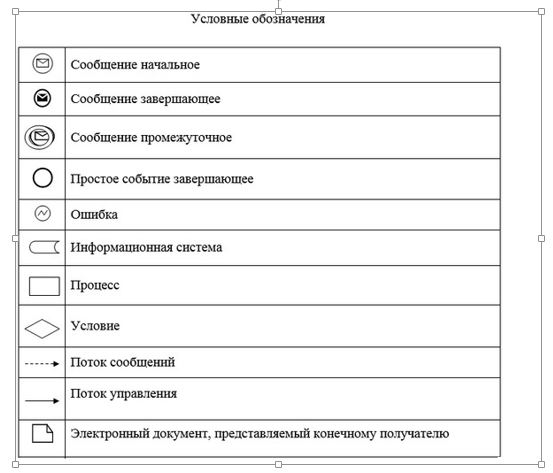 Условные обозначения
Сообщение начальное
Сообщение завершающее
Сообщение промежуточное
Простое событие завершающее
Ошибка
Информационная система
Процесс
Условие
Поток сообщений
Поток управления
Электронный документ, представляемый конечному получателю